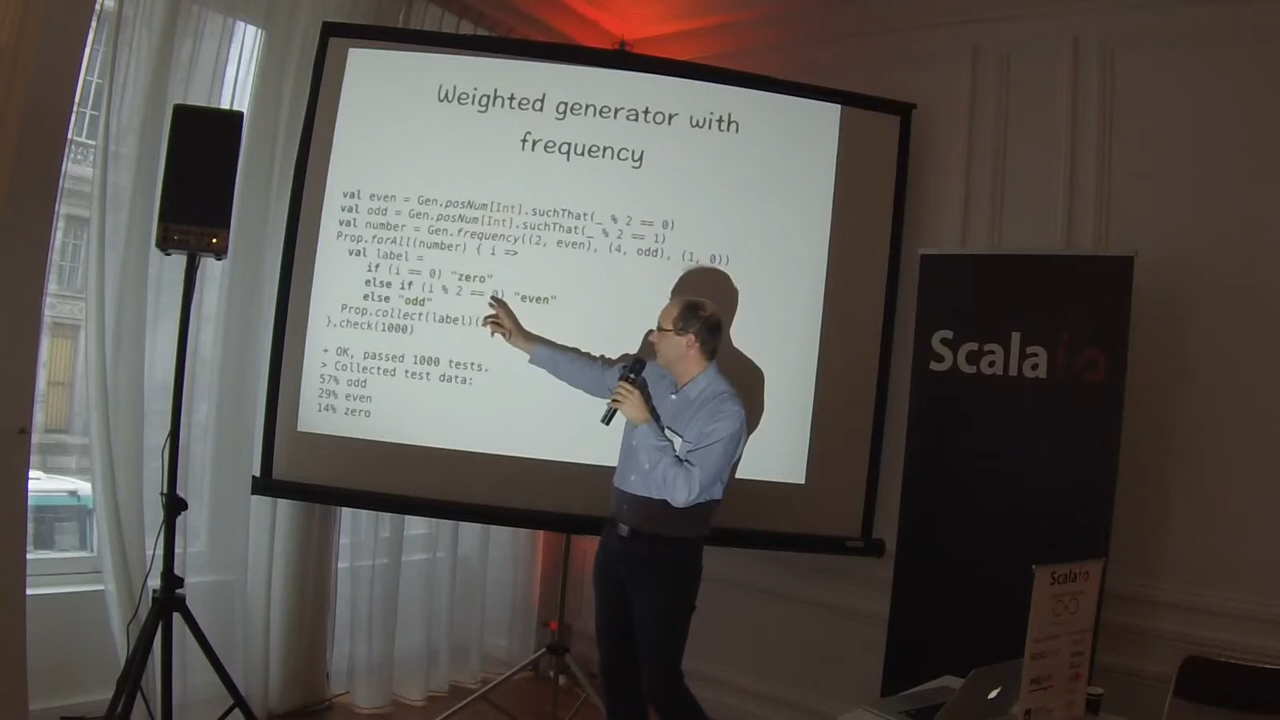 Weighted generator with
frequency
val even = Gen.posNum[Int].suchThat(_ % 2 == 0)
val odd = Gen.posNum[Int].suchThat(_ % 2 == 1)
val number = Gen.frequency((2, even), (4, odd), (1, 0))
Prop.forAll(number) { i =>
val label =
if (i == 0) "zero"
else if (i % 2 == 0) "even"
else "odd"
Prop.collect(label)(
}.check(1000)
+ OK, passed 1000 tests.
> Collected test data:
57% odd
29% even
14% zero
Scala io
Scala io